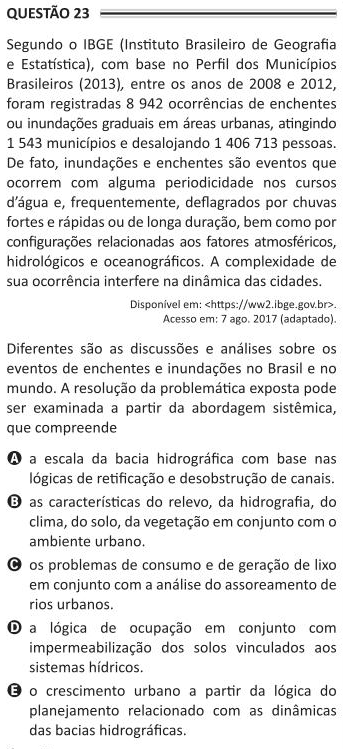 QUESTÃO 23
Segundo o IBGE (Instituto Brasileiro de Geografia
e Estatística), com base no Perfil dos Municípios
Brasileiros (2013), entre os anos de 2008 e 2012,
foram registradas 8 942 ocorrências de enchentes
ou inundações graduais em áreas urbanas, atingindo
1 543 municípios e desalojando 1 406 713 pessoas.
De fato, inundações e enchentes são eventos que
ocorrem com alguma periodicidade nos cursos
d'água e, frequentemente, deflagrados por chuvas
fortes e rápidas ou de longa duração, bem como por
configurações relacionadas aos fatores atmosféricos,
hidrológicos e oceanográficos. A complexidade de
sua ocorrência interfere na dinâmica das cidades.
Disponível em: <https://ww2.ibge.gov.br>.
Acesso em: 7 ago. 2017 (adaptado).
Diferentes são as discussões e análises sobre os
eventos de enchentes e inundações no Brasil e no
mundo. A resolução da problemática exposta pode
ser examinada a partir da abordagem sistêmica,
que compreende
A a escala da bacia hidrográfica com base nas
lógicas de retificação e desobstrução de canais.
B as características do relevo, da hidrografia, do
clima, do solo, da vegetação em conjunto com o
ambiente urbano.
C os problemas de consumo e de geração de lixo
em conjunto com a análise do assoreamento de
rios urbanos.
D a lógica de ocupação em conjunto com
impermeabilização dos solos vinculados aos
sistemas hídricos.
E o crescimento urbano a partir da lógica do
planejamento relacionado com as dinâmicas
das bacias hidrográficas.